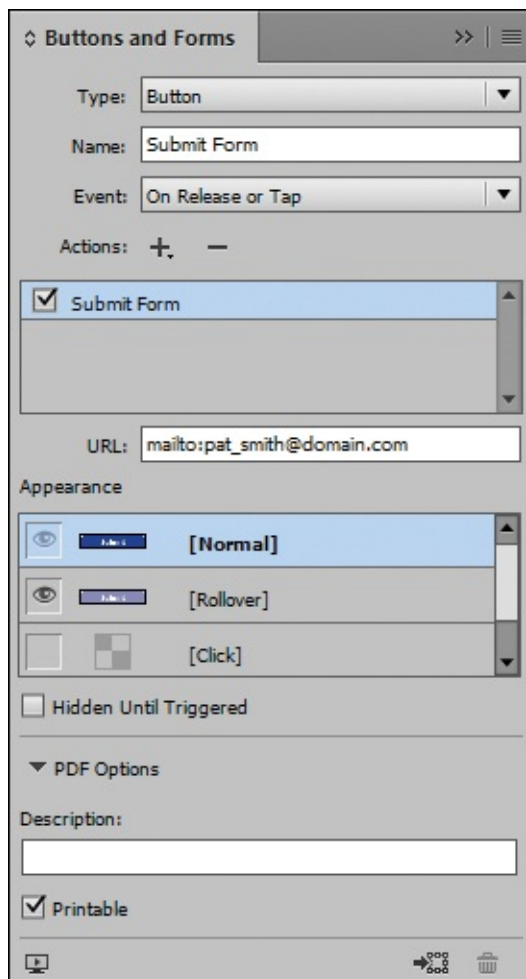 Buttons and Forms
Type: Button
Name: Submit Form
Event: On Release or Tap
Actions:
Submit Form
URL: mailto:pat_smith@domain.com
Appearance
[Normal]
[Rollover]
[Click]
Hidden Until Triggered
PDF Options
Description:
Printable